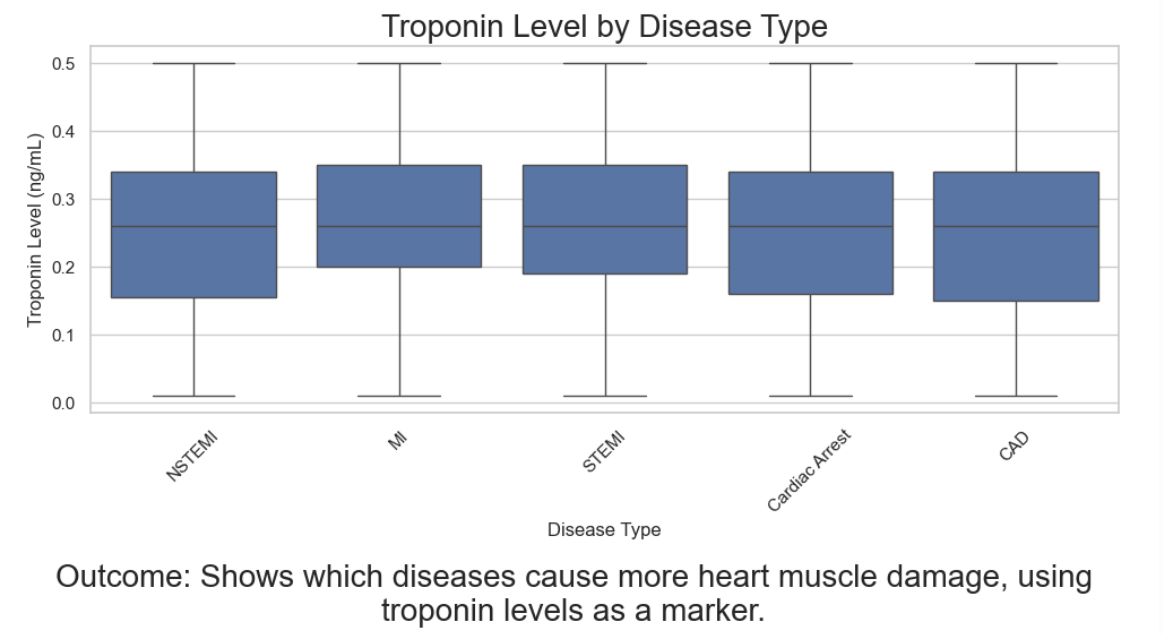 Troponin Level by Disease Type
Troponin Level (ng/mL)
0.5
0.4
0.3
0.2
0.1
0.0
NSTEMI
MI
STEMI
Cardiac Arrest
CAD
Disease Type
Outcome: Shows which diseases cause more heart muscle damage, using
troponin levels as a marker.